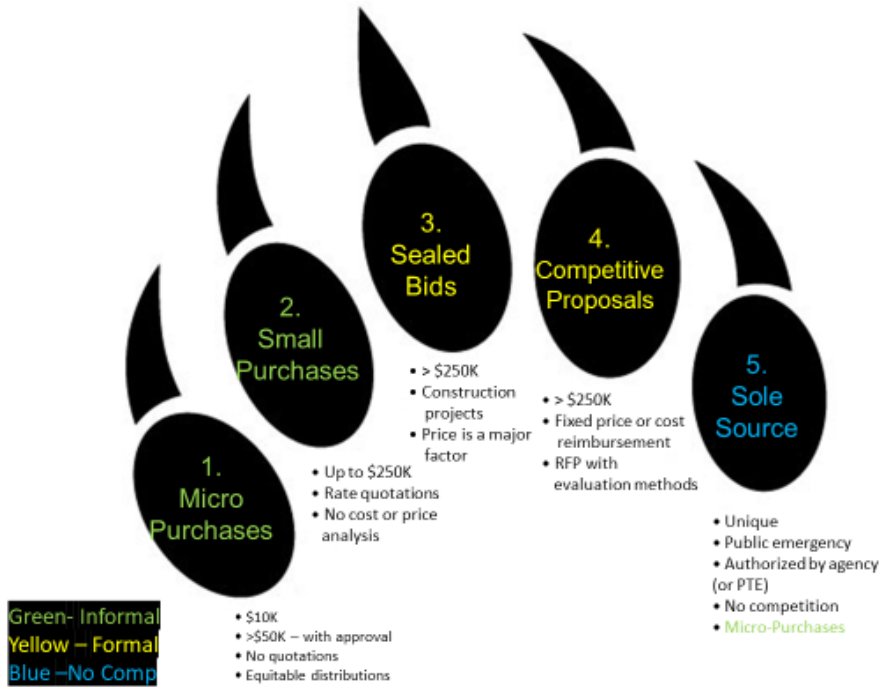 1.
Micro
Purchases
• $10K
• >$50K – with approval
• No quotations
• Equitable distributions
2.
Small
Purchases
• Up to $250K
• Rate quotations
• No cost or price
analysis
3.
Sealed
Bids
• > $250K
• Construction
projects
• Price is a major
factor
4.
Competitive
Proposals
• > $250K
• Fixed price or cost
reimbursement
• RFP with
evaluation methods
5.
Sole
Source
• Unique
• Public emergency
• Authorized by agency
(or PTE)
• No competition
• Micro-Purchases
Green- Informal
Yellow – Formal
Blue –No Comp